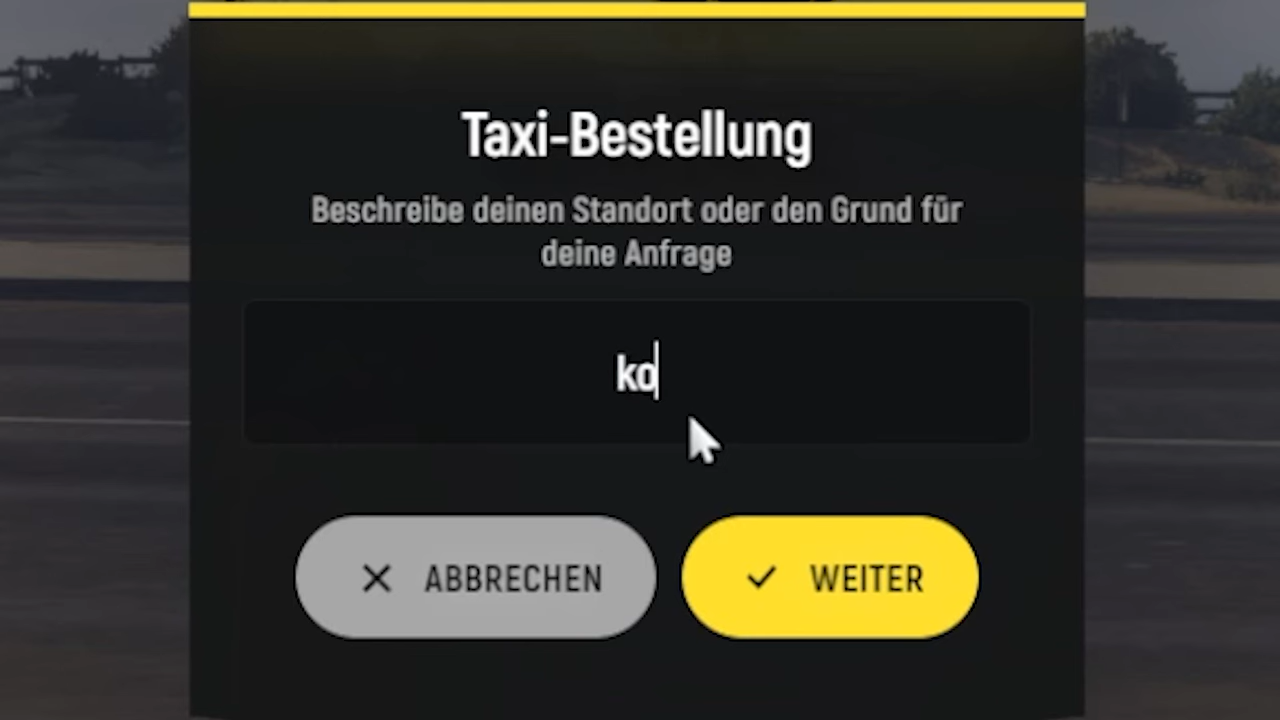 Taxi-Bestellung
Beschreibe deinen Standort oder den Grund für
deine Anfrage
ko
ABBRECHEN
WEITER